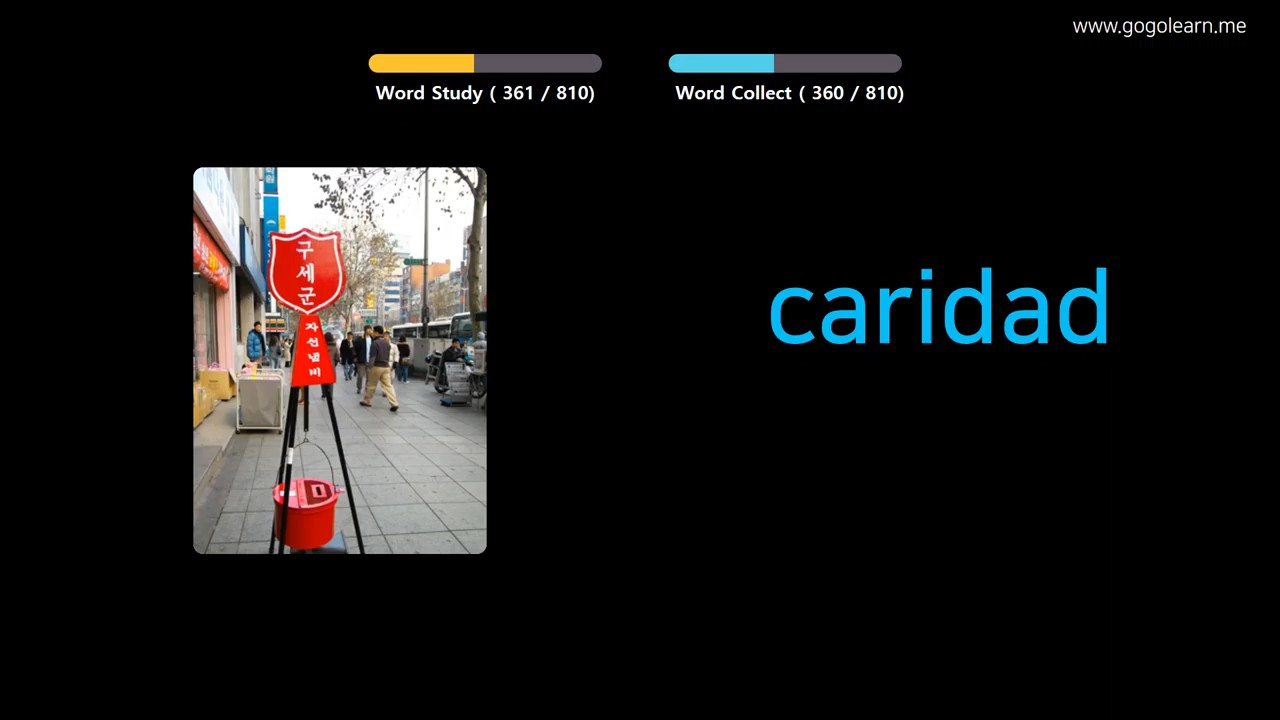 www.gogolearn.me
Word Study ( 361 / 810)
Word Collect ( 360 / 810)
구
세
군
자
선
냄
비
caridad